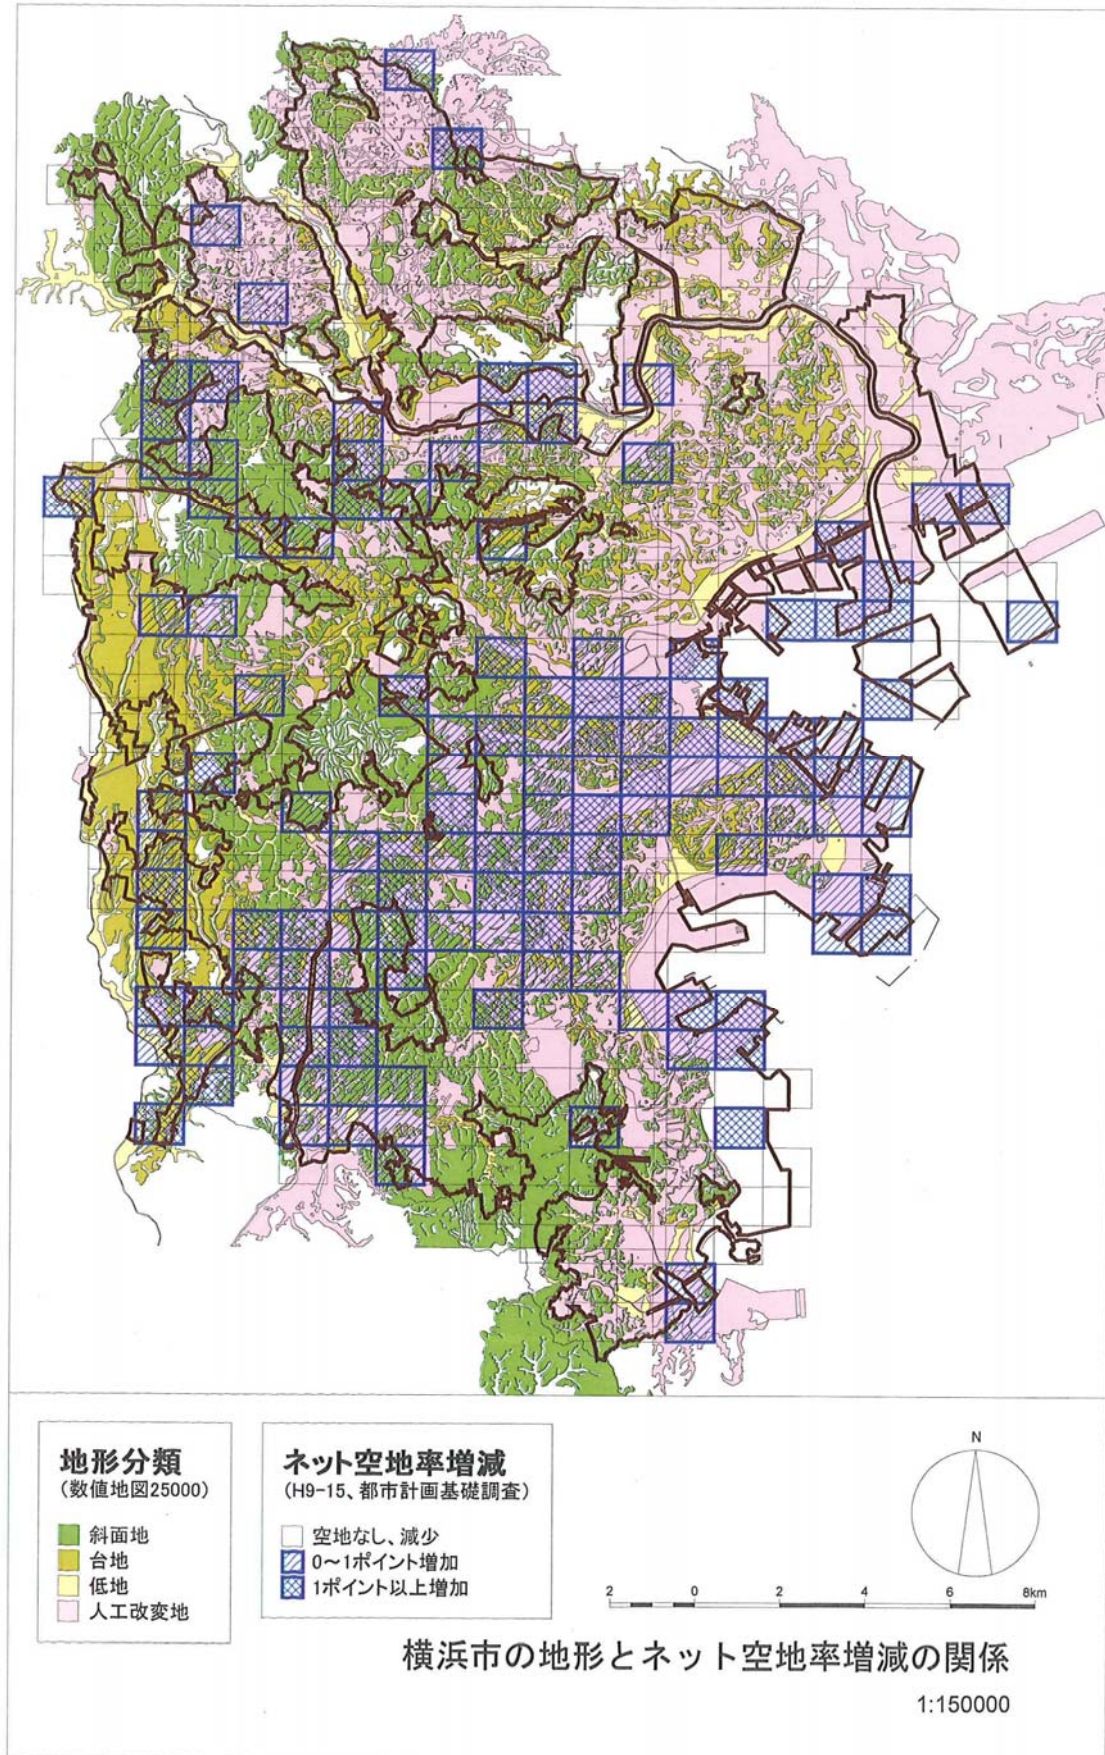 地形分類
(数値地図25000)
斜面地
台地
低地
人工改変地
ネット空地率増減
(H9-15、都市計画基礎調査)
空地なし、減少
0～1ポイント増加
1ポイント以上増加
N
2 0 2 4 6 8km
横浜市の地形とネット空地率増減の関係
1:150000